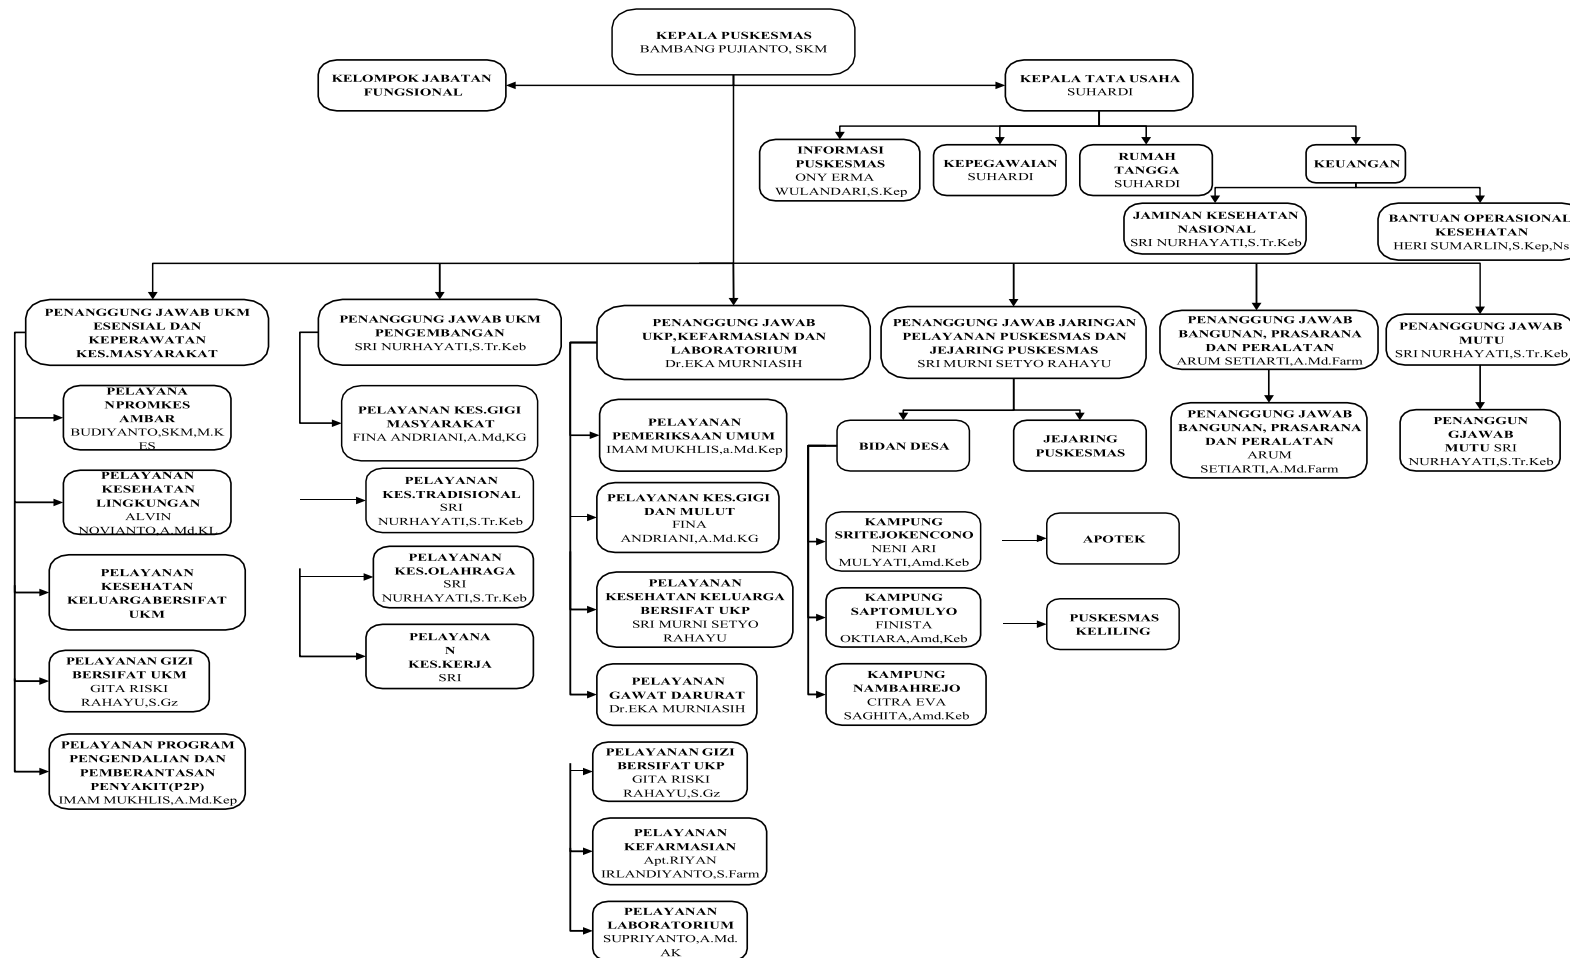 KEPALA PUSKESMAS
BAMBANG PUJIANTO, SKM
KELOMPOK JABATAN
FUNGSIONAL
KEPALA TATA USAHA
SUHARDI
INFORMASI
PUSKESMAS
ONY ERMA
WULANDARI,S.Kep
KEPEGAWAIAN
SUHARDI
RUMAH
TANGGA
SUHARDI
KEUANGAN
JAMINAN KESEHATAN
NASIONAL
SRI NURHAYATI,S.Tr.Keb
BANTUAN OPERASIONAL
KESEHATAN
HERI SUMARLIN,S.Kep,Ns
PENANGGUNG JAWAB UKM
ESENSIAL DAN
KEPERAWATAN
KES.MASYARAKAT
PELAYANA
NPROMKES
AMBAR
BUDIYANTO,SKM,M.K
ES
PELAYANAN
KESEHATAN
LINGKUNGAN
ALVIN
NOVIANTO,A.Md.KL
PELAYANAN
KESEHATAN
KELUARGABERSIFAT
UKM
PELAYANAN GIZI
BERSIFAT UKM
GITA RISKI
RAHAYU,S.Gz
PELAYANAN PROGRAM
PENGENDALIAN DAN
PEMBERANTASAN
PENYAKIT(P2P)
IMAM MUKHLIS,A.Md.Kep
PENANGGUNG JAWAB UKM
PENGEMBANGAN
SRI NURHAYATI,S.Tr.Keb
PELAYANAN KES.GIGI
MASYARAKAT
FINA ANDRIANI,A.Md,KG
PELAYANAN
KES.TRADISIONAL
SRI
NURHAYATI,S.Tr.Keb
PELAYANAN
KES.OLAHRAGA
SRI
NURHAYATI,S.Tr.Keb
PELAYANA
N
KES.KERJA
SRI
PENANGGUNG JAWAB
UKP,KEFARMASIAN DAN
LABORATORIUM
Dr.EKA MURNIASIH
PELAYANAN
PEMERIKSAAN UMUM
IMAM MUKHLIS,a.Md.Kep
PELAYANAN KES.GIGI
DAN MULUT
FINA
ANDRIANI,A.Md.KG
PELAYANAN
KESEHATAN KELUARGA
BERSIFAT UKP
SRI MURNI SETYO
RAHAYU
PELAYANAN
GAWAT DARURAT
Dr.EKA MURNIASIH
PELAYANAN GIZI
BERSIFAT UKP
GITA RISKI
RAHAYU,S.Gz
PELAYANAN
KEFARMASIAN
Apt.RIYAN
IRLANDIYANTO,S.Farm
PELAYANAN
LABORATORIUM
SUPRIYANTO,A.Md.
AK
PENANGGUNG JAWAB JARINGAN
PELAYANAN PUSKESMAS DAN
JEJARING PUSKESMAS
SRI MURNI SETYO RAHAYU
BIDAN DESA
JEJARING
PUSKESMAS
KAMPUNG
SRITEJOKENCONO
NENI ARI
MULYATI,Amd.Keb
KAMPUNG
SAPTOMULYO
FINISTA
OKTIARA,Amd,Keb
KAMPUNG
NAMBAHREJO
CITRA EVA
SAGHITA,Amd.Keb
APOTEK
PUSKESMAS
KELILING
PENANGGUNG JAWAB
BANGUNAN, PRASARANA
DAN PERALATAN
ARUM SETIARTI,A.Md.Farm
PENANGGUNG JAWAB
BANGUNAN, PRASARANA
DAN PERALATAN
ARUM
SETIARTI,A.Md.Farm
PENANGGUNG JAWAB
MUTU
SRI NURHAYATI,S.Tr.Keb
PENANGGUN
GJAWAB
MUTU SRI
NURHAYATI,S.Tr.Keb